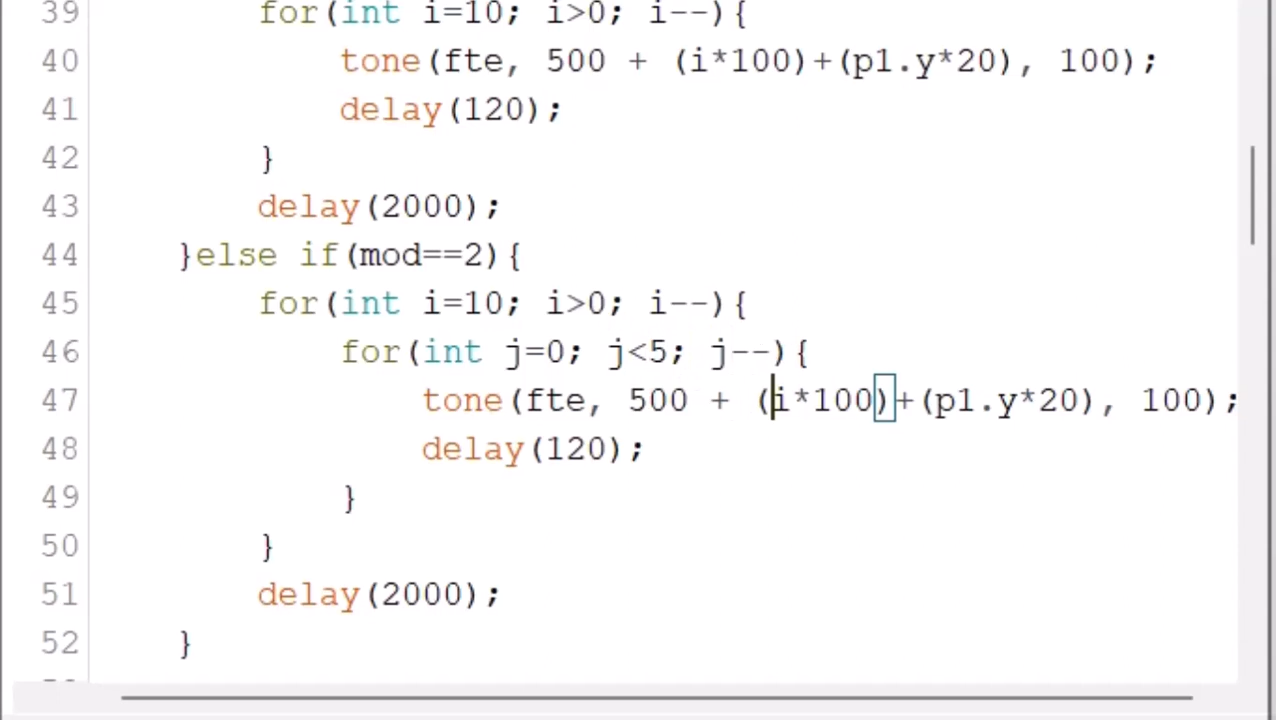 39 for(int i=10; i>0; i--){
40 tone(fte, 500 + (i*100)+(p1.y*20), 100);
41 delay(120);
42 }
43 delay(2000);
44 }else if(mod==2){
45 for(int i=10; i>0; i--){
46 for(int j=0; j<5; j--){
47 tone(fte, 500 + (i*100)+(p1.y*20), 100);
48 delay(120);
49 }
50 }
51 delay(2000);
52 }